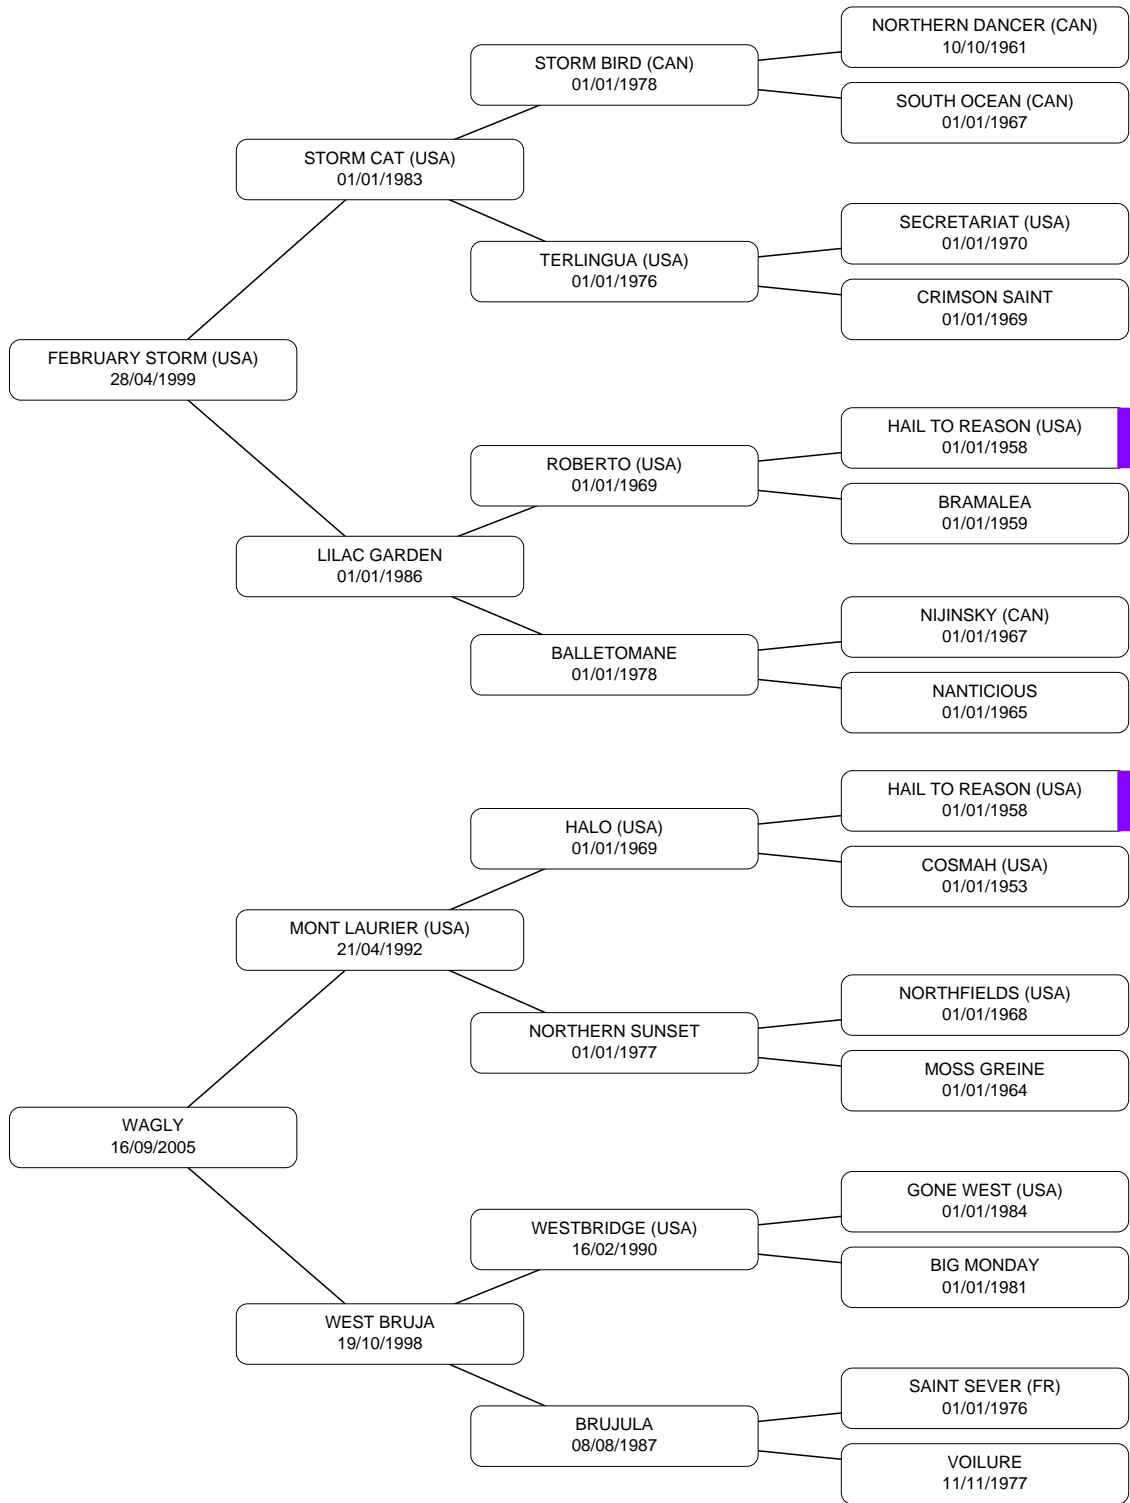 NORTHERN DANCER (CAN)
10/10/1961
STORM BIRD (CAN)
01/01/1978
SOUTH OCEAN (CAN)
01/01/1967
STORM CAT (USA)
01/01/1983
SECRETARIAT (USA)
01/01/1970
TERLINGUA (USA)
01/01/1976
CRIMSON SAINT
01/01/1969
FEBRUARY STORM (USA)
28/04/1999
HAIL TO REASON (USA)
01/01/1958
ROBERTO (USA)
01/01/1969
BRAMALEA
01/01/1959
LILAC GARDEN
01/01/1986
NIJINSKY (CAN)
01/01/1967
BALLETOMANE
01/01/1978
NANTICIOUS
01/01/1965
HAIL TO REASON (USA)
01/01/1958
HALO (USA)
01/01/1969
COSMAH (USA)
01/01/1953
MONT LAURIER (USA)
21/04/1992
NORTHFIELDS (USA)
01/01/1968
NORTHERN SUNSET
01/01/1977
MOSS GREINE
01/01/1964
WAGLY
16/09/2005
GONE WEST (USA)
01/01/1984
WESTBRIDGE (USA)
16/02/1990
BIG MONDAY
01/01/1981
WEST BRUJA
19/10/1998
SAINT SEVER (FR)
01/01/1976
BRUJULA
08/08/1987
VOILURE
11/11/1977